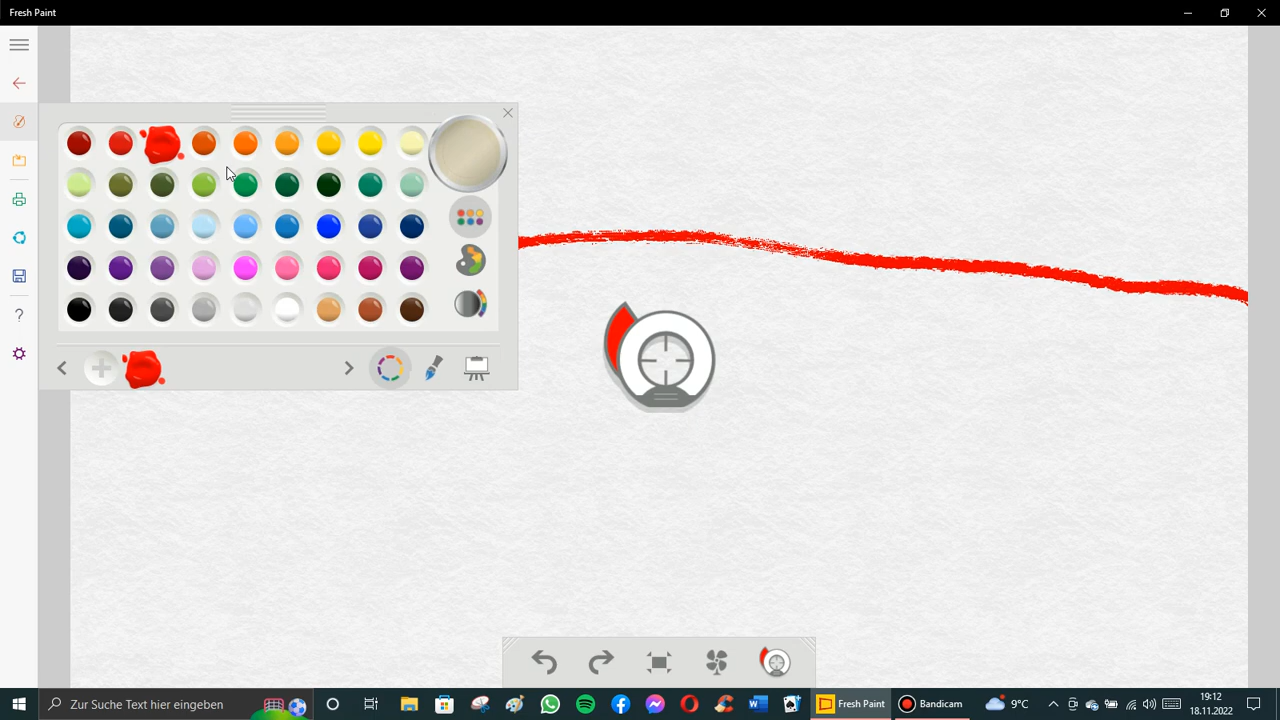 Fresh Paint
Zur Suche Text hier eingeben
Fresh Paint
Bandicam
9°C
19:12
18.11.2022